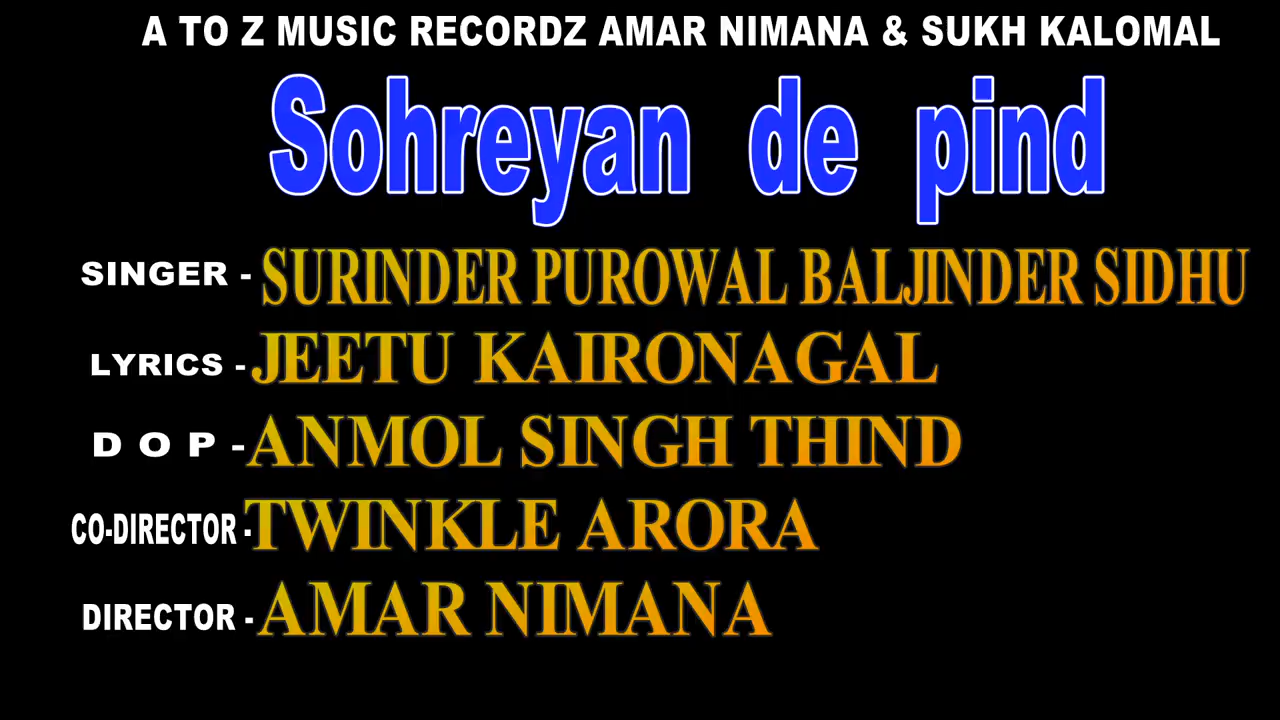 A TO Z MUSIC RECORDZ AMAR NIMANA & SUKH KALOMAL
Sohreyan de pind
SINGER - SURINDER PUROWAL BALJINDER SIDHU
LYRICS - JEETU KAIRONAGAL
D O P - ANMOL SINGH THIND
CO-DIRECTOR - TWINKLE ARORA
DIRECTOR - AMAR NIMANA